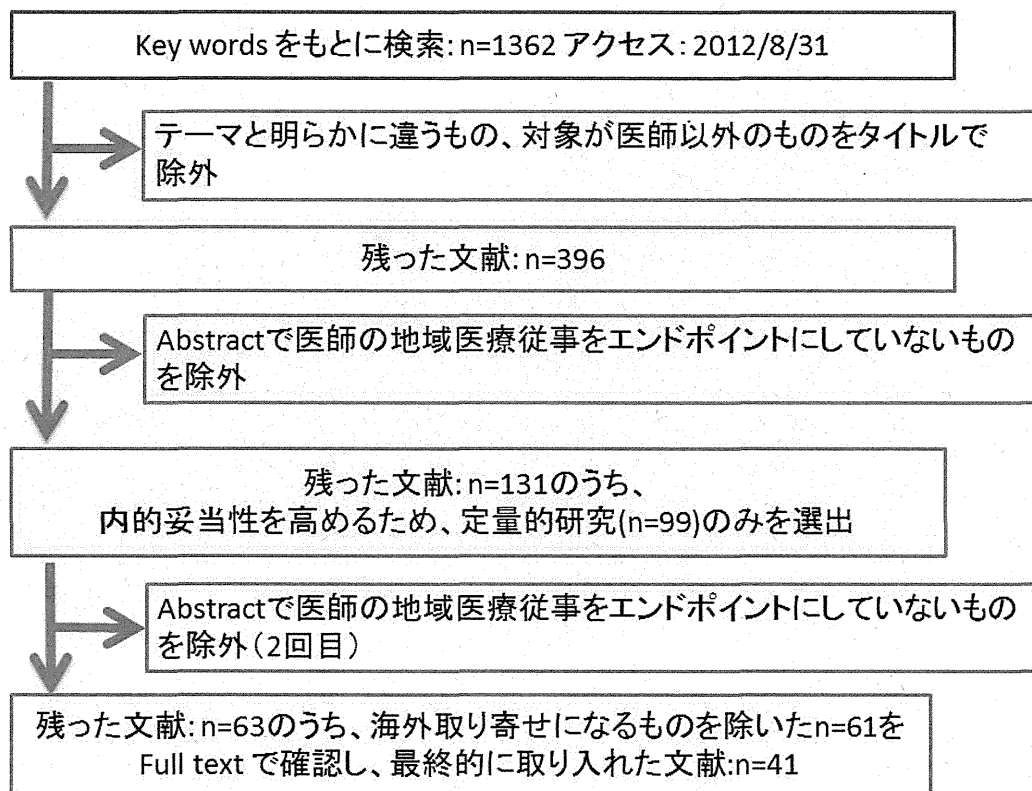 Key words をもとに検索: n=1362 アクセス: 2012/8/31
テーマと明らかに違うもの、対象が医師以外のものをタイトルで
除外
残った文献: n=396
Abstractで医師の地域医療従事をエンドポイントにしていないもの
を除外
残った文献: n=131のうち、
内的妥当性を高めるため、定量的研究(n=99)のみを選出
Abstractで医師の地域医療従事をエンドポイントにしていないもの
を除外(2回目)
残った文献: n=63のうち、海外取り寄せになるものを除いたn=61を
Full text で確認し、最終的に取り入れた文献:n=41